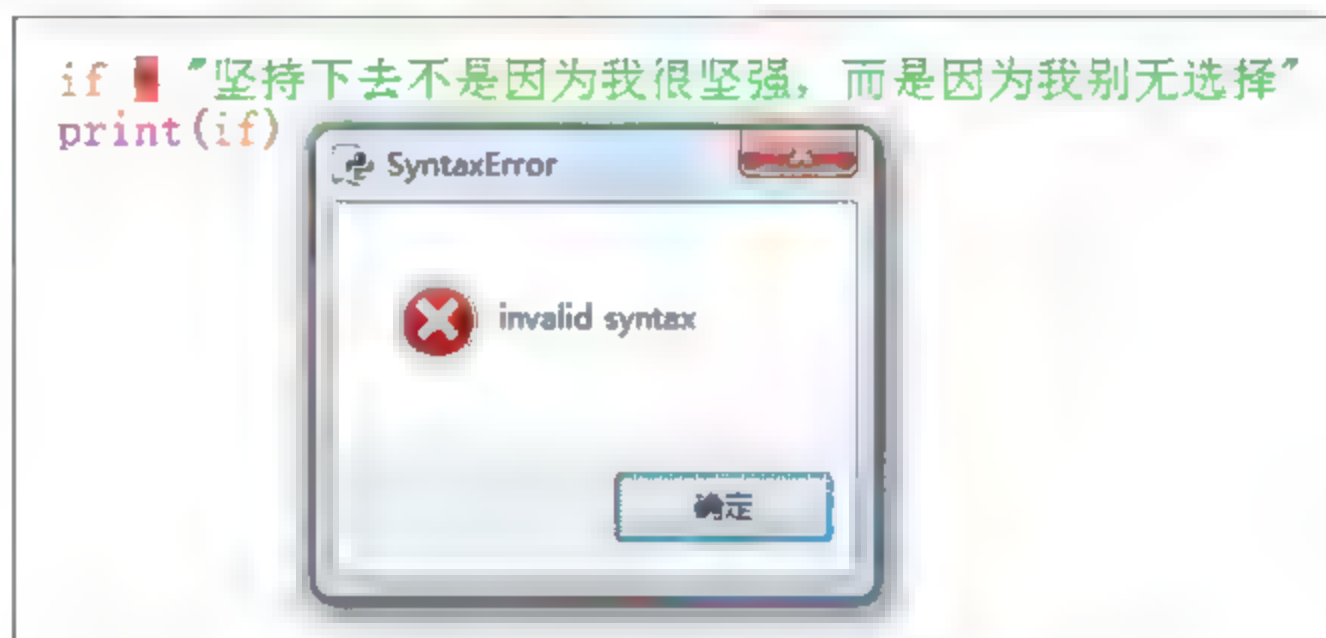 if = "坚持下去不是因为我很坚强，而是因为我别无选择"
print(if)
SyntaxError
invalid syntax
确定